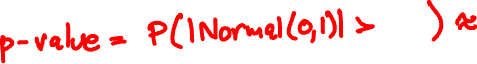 p-value = P(|Normal(0,1)| >    ) ≈